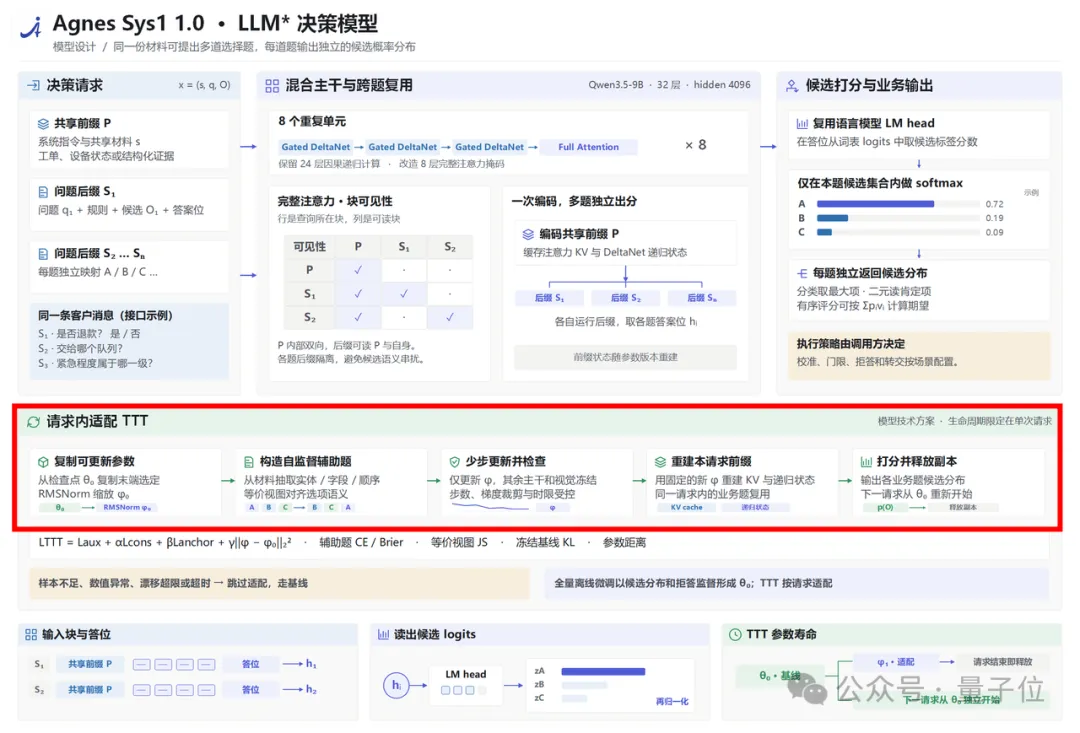 Agnes Sys1 1.0 · LLM* 决策模型
模型设计 / 同一份材料可提出多道选择题，每道题输出独立的候选概率分布
决策请求 x = (s, q, O)
共享前缀 P
系统指令与共享材料 s
工单、设备状态或结构化证据
问题后缀 S₁
问题 q₁ + 规则 + 候选 O₁ + 答案位
问题后缀 S₂ … Sₙ
每题独立映射 A / B / C …
同一条客户消息（接口示例）
S₁ · 是否退款？ 是 / 否
S₂ · 交给哪个队列？
S₃ · 紧急程度属于哪一级？
混合主干与跨题复用 Qwen3.5-9B · 32 层 · hidden 4096
8 个重复单元
Gated DeltaNet → Gated DeltaNet → Gated DeltaNet → Full Attention × 8
保留 24 层因果递归计算 · 改造 8 层完整注意力掩码
完整注意力 · 块可见性
行是查询所在块，列是可读块
可见性 P S₁ S₂
P ✓ · ·
S₁ ✓ ✓ ·
S₂ ✓ · ✓
P 内部双向，后缀可读 P 与自身。
各题后缀隔离，避免候选语义串扰。
一次编码，多题独立出分
编码共享前缀 P
缓存注意力 KV 与 DeltaNet 递归状态
后缀 S₁ 后缀 S₂ 后缀 Sₙ
各自运行后缀，取各题答案位 hᵢ
前缀状态随参数版本重建
候选打分与业务输出
复用语言模型 LM head
在答位从词表 logits 中取候选标签分数
仅在本题候选集合内做 softmax 示例
A 0.72
B 0.19
C 0.09
每题独立返回候选分布
分类取最大项 · 二元读肯定项
有序评分可按 Σpᵢvᵢ 计算期望
执行策略由调用方决定
校准、门限、拒答和转交按场景配置。
请求内适配 TTT 模型技术方案 · 生命周期限定在单次请求
复制可更新参数
从检查点 θ₀ 复制末端选定
RMSNorm 缩放 φ₀
θ₀ → RMSNorm φ₀
构造自监督辅助题
从材料抽取实体 / 字段 / 顺序
等价视图对齐选项语义
A B C → B C A
少步更新并检查
仅更新 φ，其余主干和视觉冻结
步数、梯度裁剪与时限受控
φ
重建本请求前缀
用固定的新 φ 重建 KV 与递归状态
同一请求内的业务题复用
KV cache 递归状态
打分并释放副本
输出各业务题候选分布
下一请求从 θ₀ 重新开始
p(O) → 释放副本
LTTT = Laux + αLcons + βLanchor + γ||φ − φ₀||₂² · 辅助题 CE / Brier · 等价视图 JS · 冻结基线 KL · 参数距离
样本不足、数值异常、漂移超限或超时 → 跳过适配，走基线
全量离线微调以候选分布和拒答监督形成 θ₀；TTT 按请求适配
输入块与答位
S₁ 共享前缀 P 答位 → h₁
S₂ 共享前缀 P 答位 → h₂
读出候选 logits
hᵢ LM head
zA
zB
zC
再归一化
TTT 参数寿命
θ₀ · 基线
φ₁ · 适配 → 请求结束即释放
下一请求从 θ₀ 独立开始
公众号 · 量子位